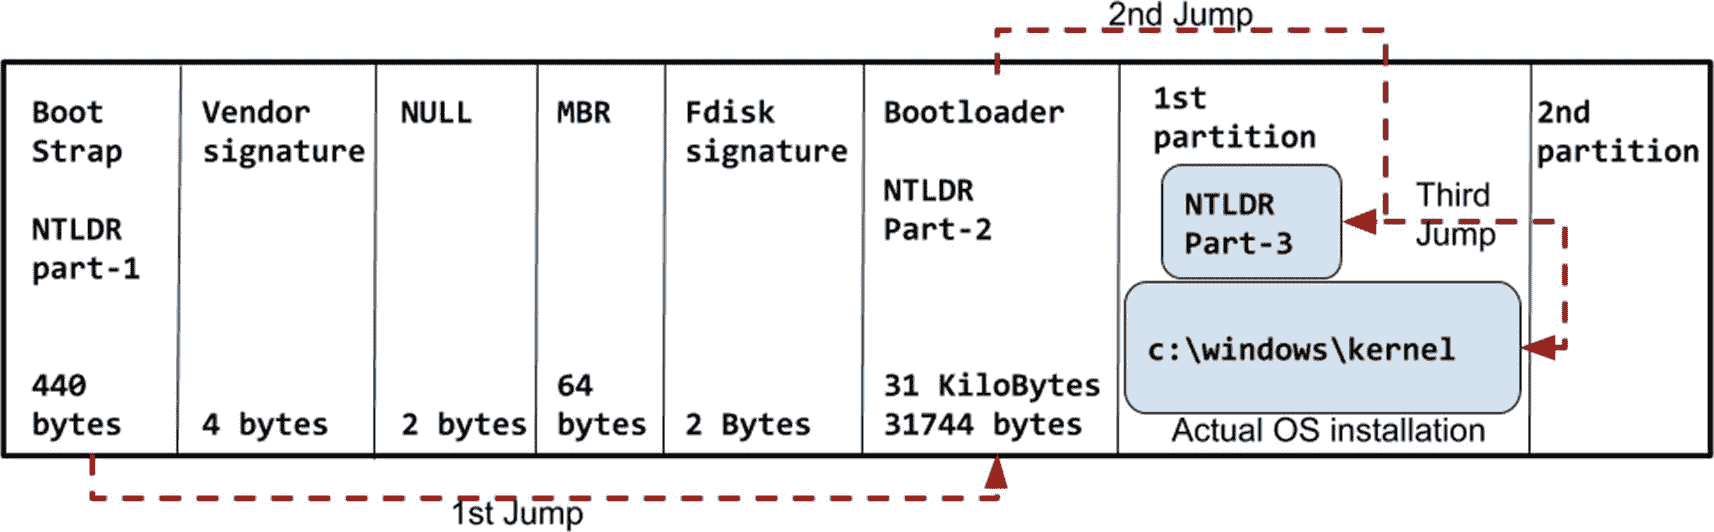 2nd Jump
Boot
Strap
NTLDR
part-1
440
bytes
Vendor
signature
4 bytes
NULL
2 bytes
MBR
64
bytes
Fdisk
signature
2 Bytes
Bootloader
NTLDR
Part-2
31 KiloBytes
31744 bytes
1st
partition
NTLDR
Part-3
Third
Jump
c:\windows\kernel
Actual OS installation
2nd
partition
1st Jump